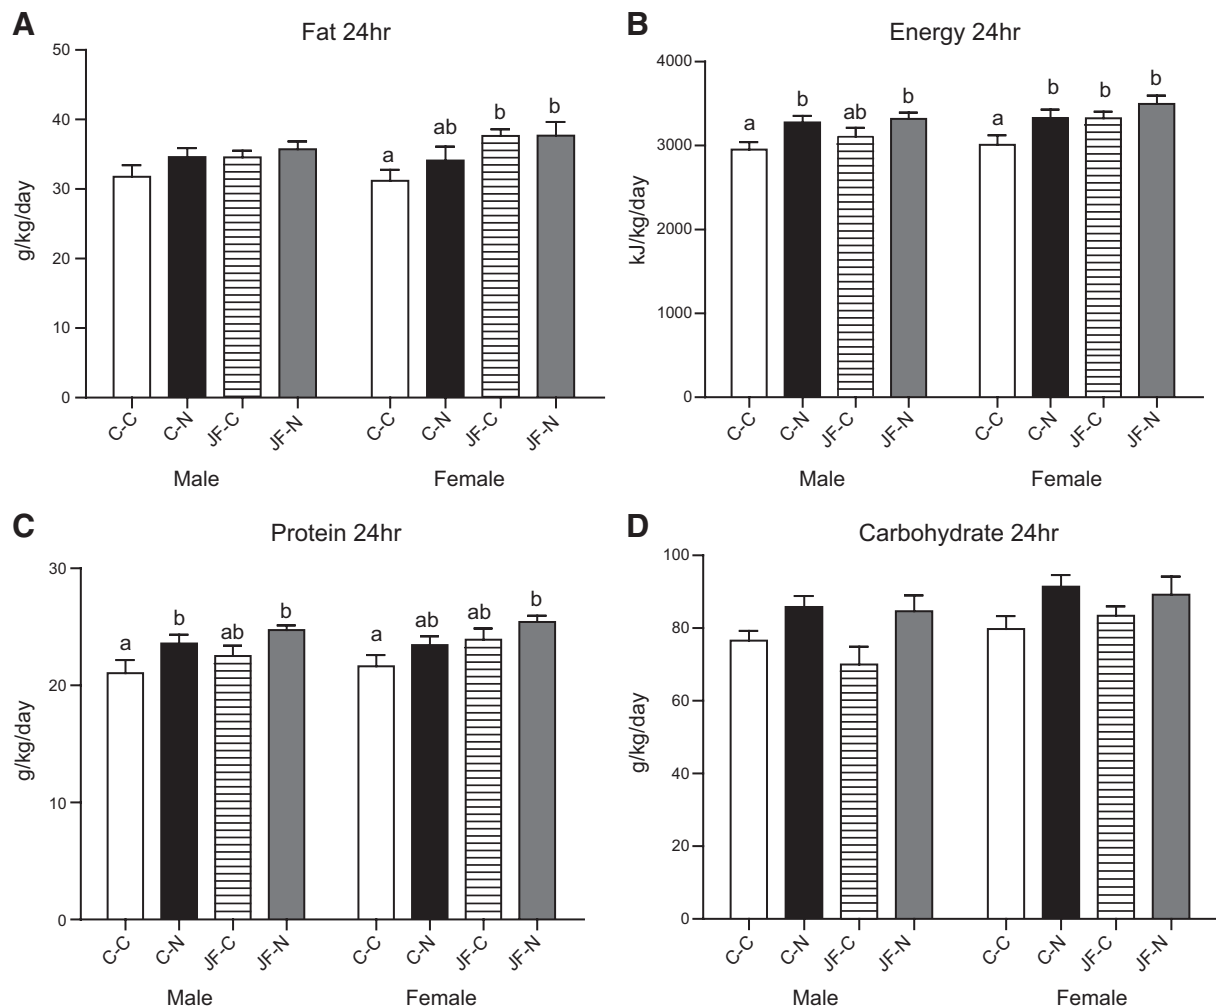 A
Fat 24hr
50
40
30
20
10
0
g/kg/day
a
ab
b
b
C-C
C-N
JF-C
JF-N
C-C
C-N
JF-C
JF-N
Male
Female
B
Energy 24hr
4000
3000
2000
1000
0
kJ/kg/day
a
b
ab
b
a
b
b
b
C-C
C-N
JF-C
JF-N
C-C
C-N
JF-C
JF-N
Male
Female
C
Protein 24hr
30
20
10
0
g/kg/day
a
b
ab
b
a
ab
ab
b
C-C
C-N
JF-C
JF-N
C-C
C-N
JF-C
JF-N
Male
Female
D
Carbohydrate 24hr
100
80
60
40
20
0
g/kg/day
C-C
C-N
JF-C
JF-N
C-C
C-N
JF-C
JF-N
Male
Female